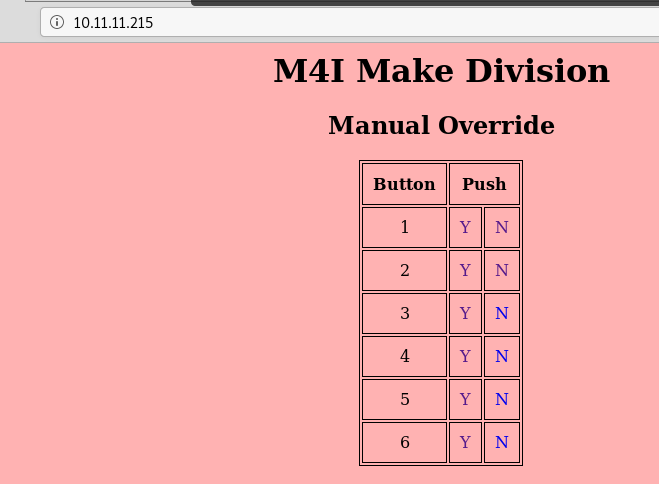 10.11.11.215
M4I Make Division
Manual Override
Button Push
1 Y N
2 Y N
3 Y N
4 Y N
5 Y N
6 Y N